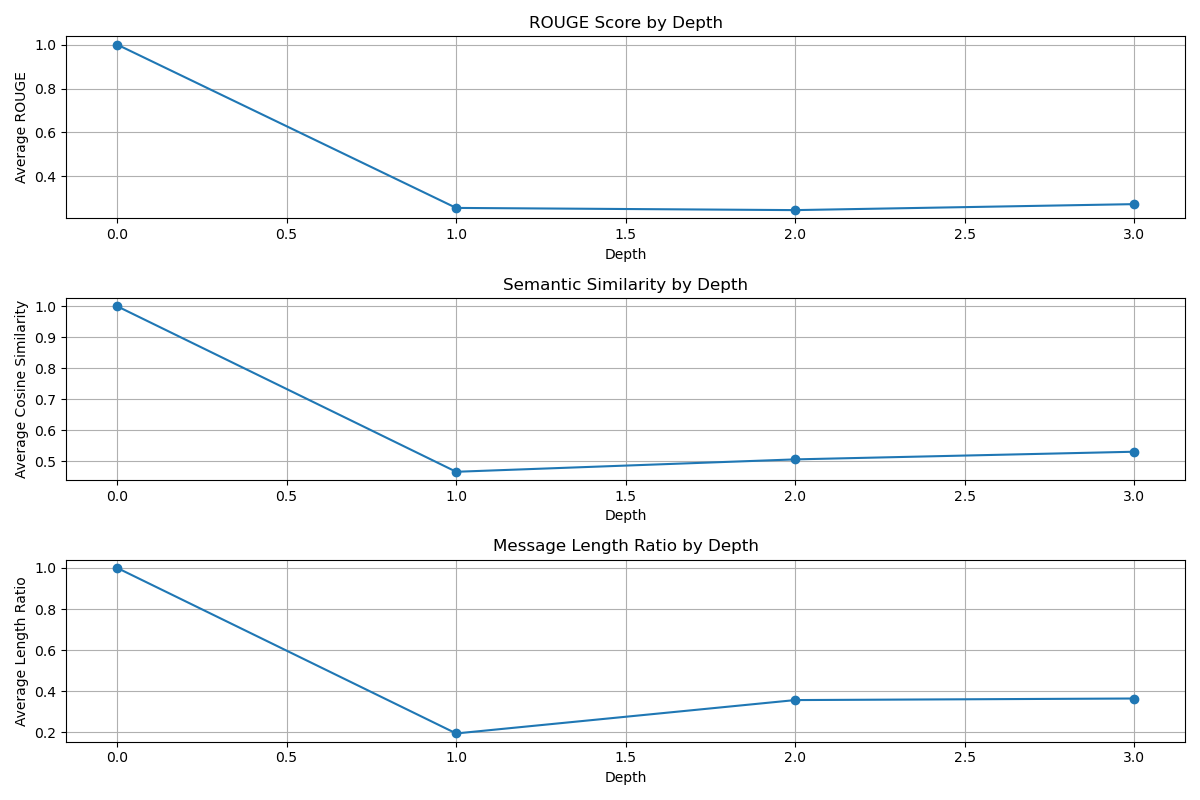 ROUGE Score by Depth
Average ROUGE
1.0
0.8
0.6
0.4
0.0 0.5 1.0 1.5 2.0 2.5 3.0
Depth
Semantic Similarity by Depth
Average Cosine Similarity
1.0
0.9
0.8
0.7
0.6
0.5
0.0 0.5 1.0 1.5 2.0 2.5 3.0
Depth
Message Length Ratio by Depth
Average Length Ratio
1.0
0.8
0.6
0.4
0.2
0.0 0.5 1.0 1.5 2.0 2.5 3.0
Depth